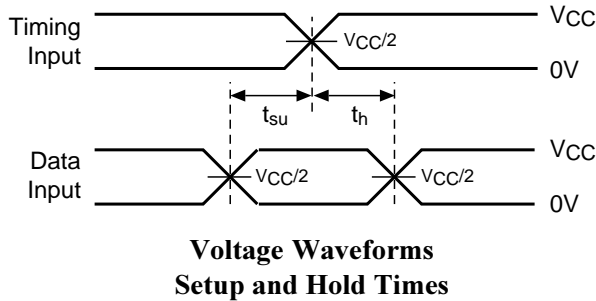 Timing
Input
VCC
VCC/2
0V
tsu
th
Data
Input
VCC
VCC/2
VCC/2
0V
Voltage Waveforms
Setup and Hold Times